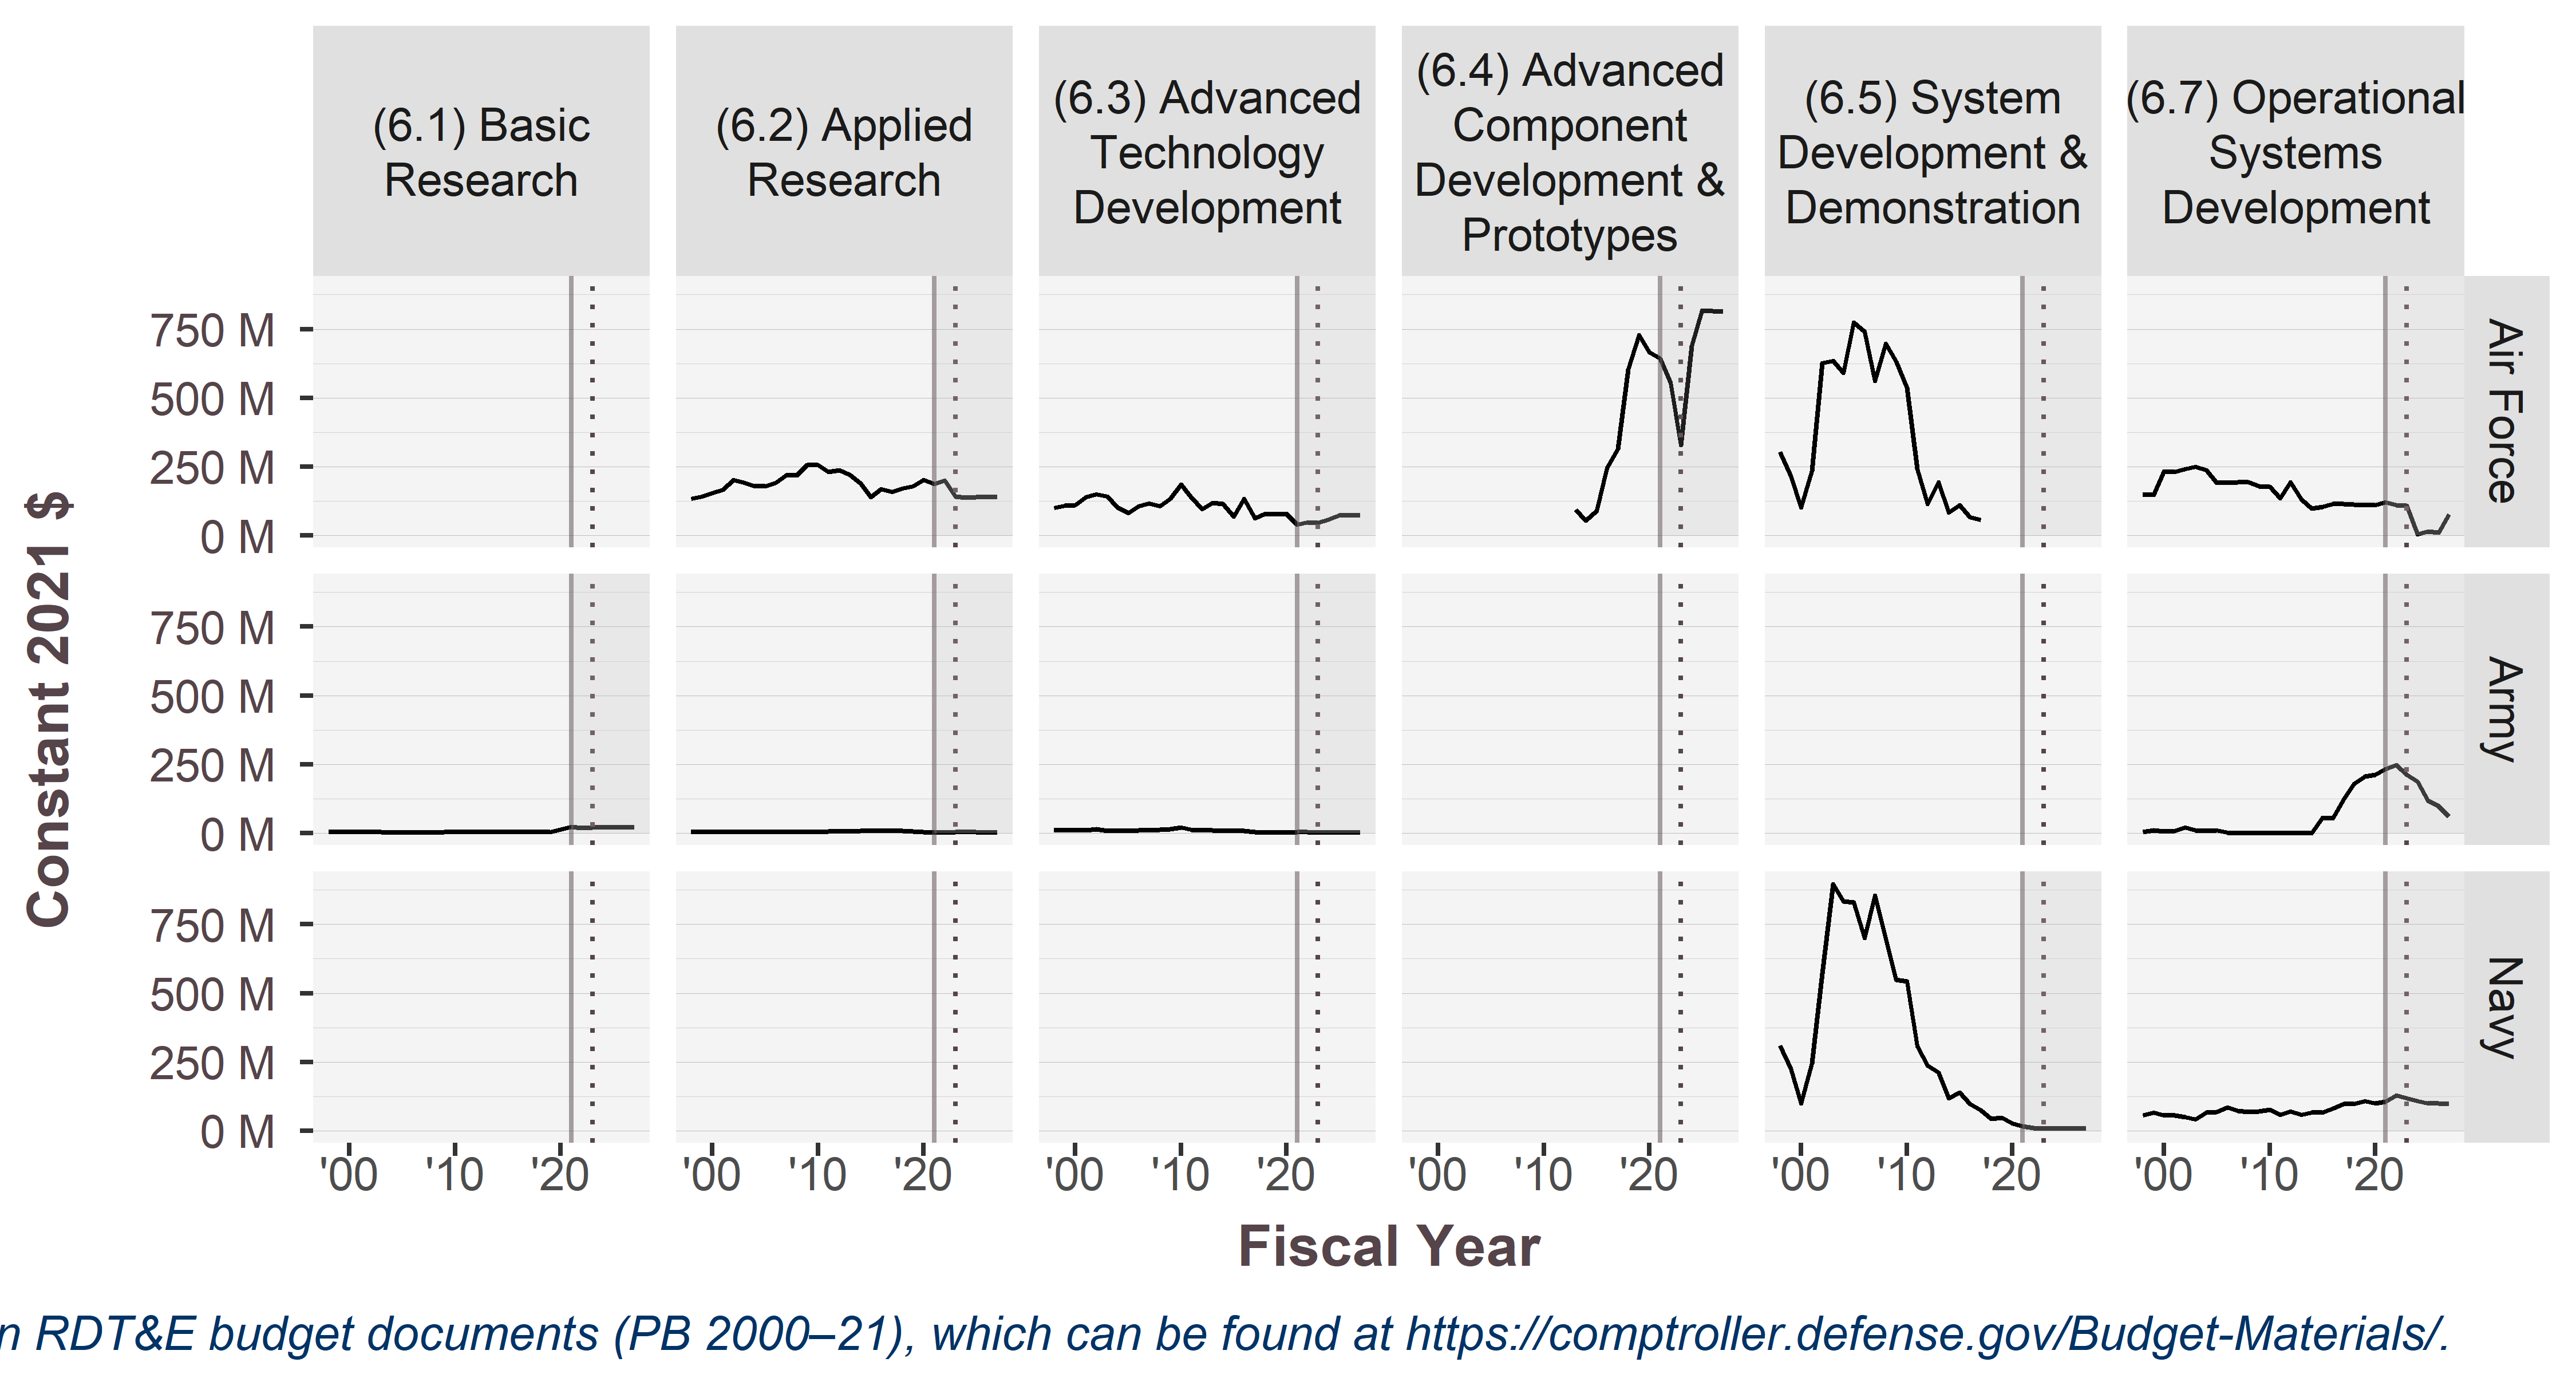 (6.1) Basic
Research
(6.2) Applied
Research
(6.3) Advanced
Technology
Development
(6.4) Advanced
Component
Development &
Prototypes
(6.5) System
Development &
Demonstration
(6.7) Operational
Systems
Development
Constant 2021 $
750 M
500 M
250 M
0 M
Air Force
750 M
500 M
250 M
0 M
Army
750 M
500 M
250 M
0 M
Navy
'00 '10 '20 '00 '10 '20 '00 '10 '20 '00 '10 '20 '00 '10 '20 '00 '10 '20
Fiscal Year
n RDT&E budget documents (PB 2000–21), which can be found at https://comptroller.defense.gov/Budget-Materials/.